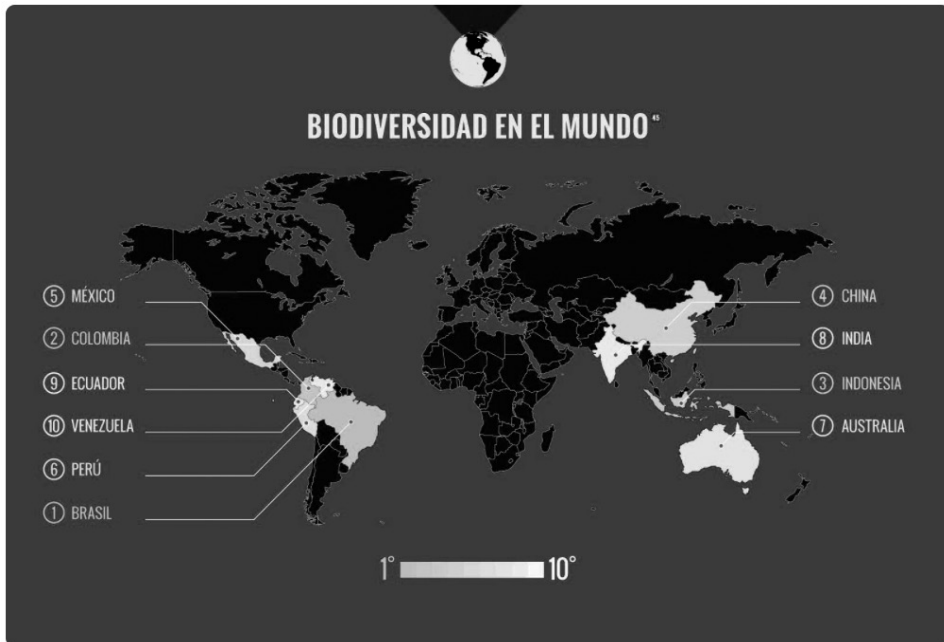 BIODIVERSIDAD EN EL MUNDO 45
5 MÉXICO
2 COLOMBIA
9 ECUADOR
10 VENEZUELA
6 PERÚ
1 BRASIL
4 CHINA
8 INDIA
3 INDONESIA
7 AUSTRALIA
1° 10°